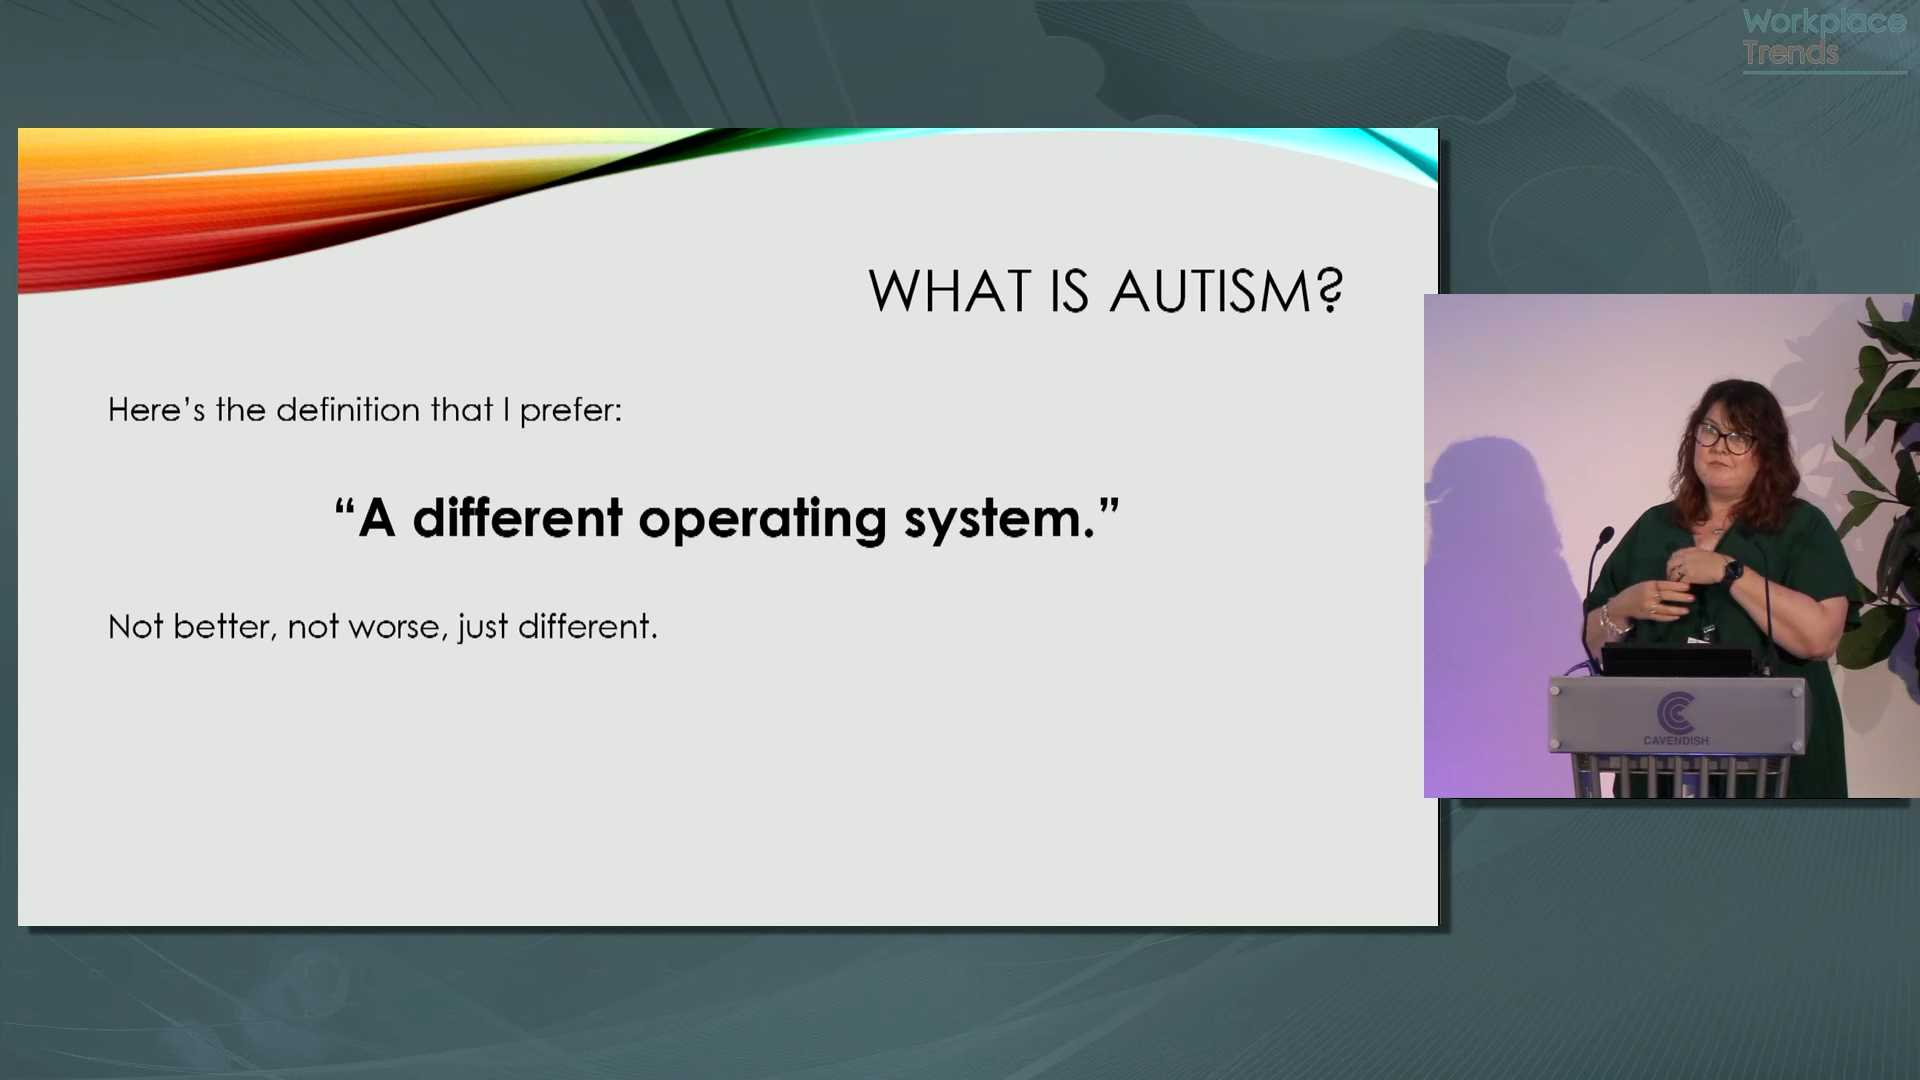 Workplace
Trends
WHAT IS AUTISM?
Here’s the definition that I prefer:
“A different operating system.”
Not better, not worse, just different.
CAVENDISH